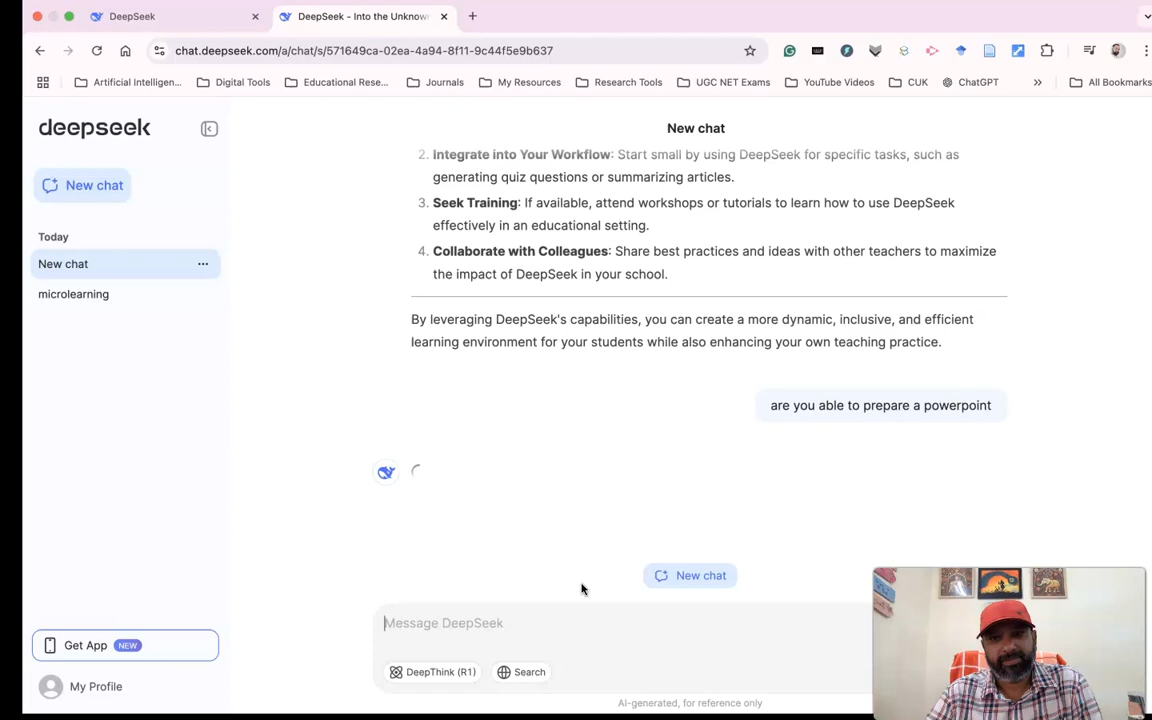 DeepSeek
DeepSeek - Into the Unknow
chat.deepseek.com/a/chat/s/571649ca-02ea-4a94-8f11-9c44f5e9b637
Artificial Intelligen...
Digital Tools
Educational Rese...
Journals
My Resources
Research Tools
UGC NET Exams
YouTube Videos
CUK
ChatGPT
»
All Bookmarks
deepseek
New chat
Today
New chat
microlearning
Get App NEW
My Profile
New chat
2. Integrate into Your Workflow: Start small by using DeepSeek for specific tasks, such as
generating quiz questions or summarizing articles.
3. Seek Training: If available, attend workshops or tutorials to learn how to use DeepSeek
effectively in an educational setting.
4. Collaborate with Colleagues: Share best practices and ideas with other teachers to maximize
the impact of DeepSeek in your school.
By leveraging DeepSeek's capabilities, you can create a more dynamic, inclusive, and efficient
learning environment for your students while also enhancing your own teaching practice.
are you able to prepare a powerpoint
New chat
Message DeepSeek
DeepThink (R1)
Search
AI-generated, for reference only